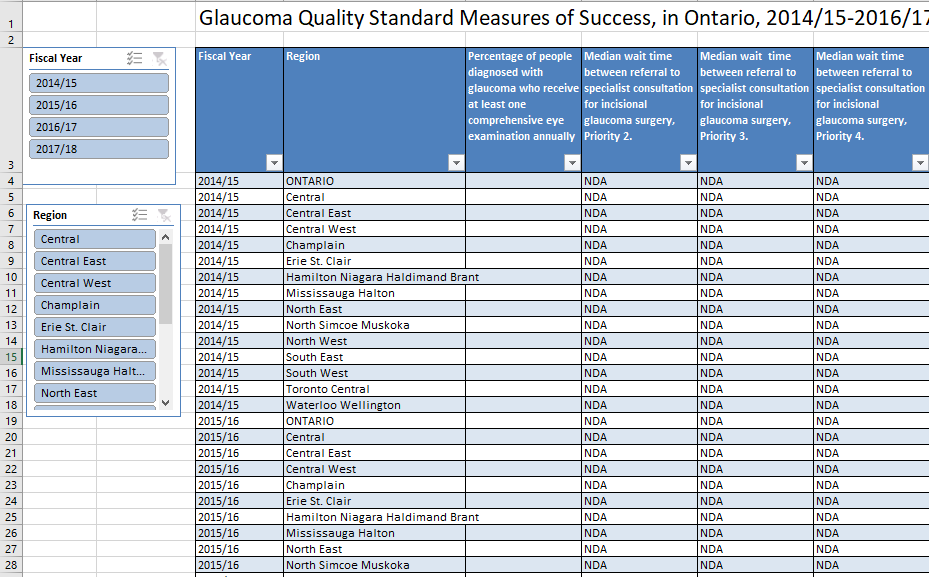 Glaucoma Quality Standard Measures of Success, in Ontario, 2014/15-2016/17
1
2
3
Fiscal Year
2014/15
2015/16
2016/17
2017/18
Region
Central
Central East
Central West
Champlain
Erie St. Clair
Hamilton Niagara...
Mississauga Halt...
North East
Fiscal Year
Region
Percentage of people
diagnosed with
glaucoma who receive
at least one
comprehensive eye
examination annually
Median wait time
between referral to
specialist consultation
for incisional
glaucoma surgery,
Priority 2.
Median wait time
between referral to
specialist consultation
for incisional
glaucoma surgery,
Priority 3.
Median wait time
between referral to
specialist consultation
for incisional
glaucoma surgery,
Priority 4.
4 2014/15 ONTARIO NDA NDA NDA
5 2014/15 Central NDA NDA NDA
6 2014/15 Central East NDA NDA NDA
7 2014/15 Central West NDA NDA NDA
8 2014/15 Champlain NDA NDA NDA
9 2014/15 Erie St. Clair NDA NDA NDA
10 2014/15 Hamilton Niagara Haldimand Brant NDA NDA NDA
11 2014/15 Mississauga Halton NDA NDA NDA
12 2014/15 North East NDA NDA NDA
13 2014/15 North Simcoe Muskoka NDA NDA NDA
14 2014/15 North West NDA NDA NDA
15 2014/15 South East NDA NDA NDA
16 2014/15 South West NDA NDA NDA
17 2014/15 Toronto Central NDA NDA NDA
18 2014/15 Waterloo Wellington NDA NDA NDA
19 2015/16 ONTARIO NDA NDA NDA
20 2015/16 Central NDA NDA NDA
21 2015/16 Central East NDA NDA NDA
22 2015/16 Central West NDA NDA NDA
23 2015/16 Champlain NDA NDA NDA
24 2015/16 Erie St. Clair NDA NDA NDA
25 2015/16 Hamilton Niagara Haldimand Brant NDA NDA NDA
26 2015/16 Mississauga Halton NDA NDA NDA
27 2015/16 North East NDA NDA NDA
28 2015/16 North Simcoe Muskoka NDA NDA NDA